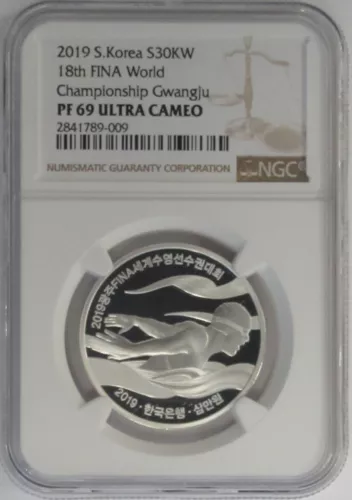 2019 S.Korea S30KW
18th FINA World
Championship Gwangju
PF 69 ULTRA CAMEO
2841789-009
NUMISMATIC GUARANTY CORPORATION
NGC
2019광주FINA세계수영선수권대회
2019·한국은행·삼만원